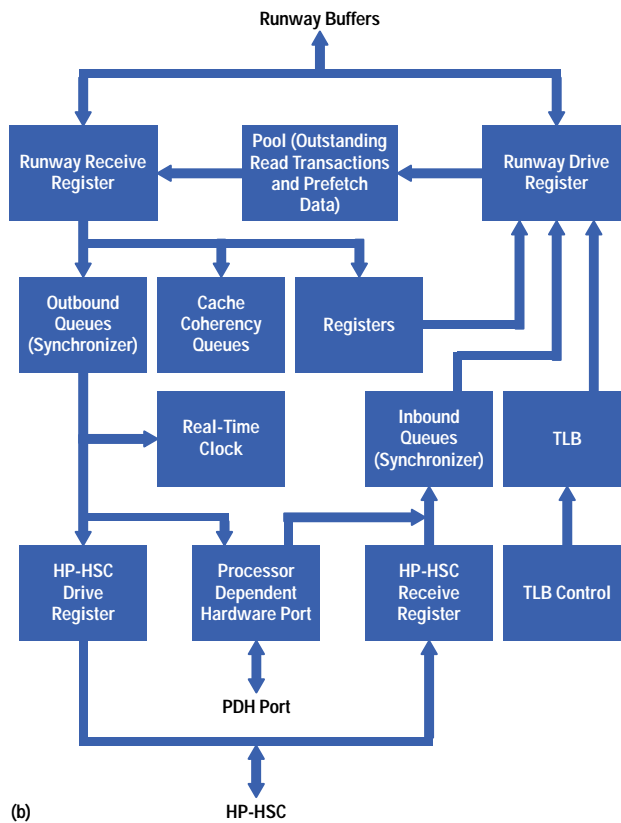 Runway Buffers
Runway Receive
Register
Pool (Outstanding
Read Transactions
and Prefetch
Data)
Runway Drive
Register
Outbound
Queues
(Synchronizer)
Cache
Coherency
Queues
Registers
Real-Time
Clock
Inbound
Queues
(Synchronizer)
TLB
HP-HSC
Drive
Register
Processor
Dependent
Hardware Port
HP-HSC
Receive
Register
TLB Control
PDH Port
(b)
HP-HSC